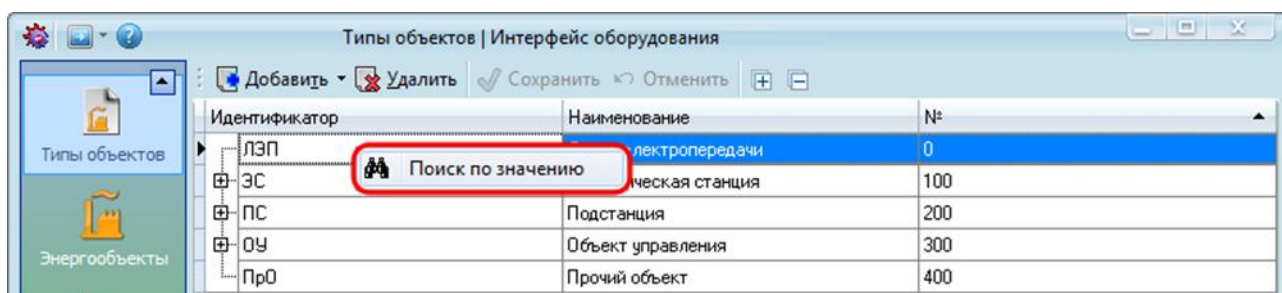 Типы объектов | Интерфейс оборудования
Добавить Удалить Сохранить Отменить
Типы объектов
Энергообъекты
Идентификатор Наименование №
ЛЭП электропередачи 0
Поиск по значению
ЭС станция 100
ПС Подстанция 200
ОУ Объект управления 300
ПрО Прочий объект 400